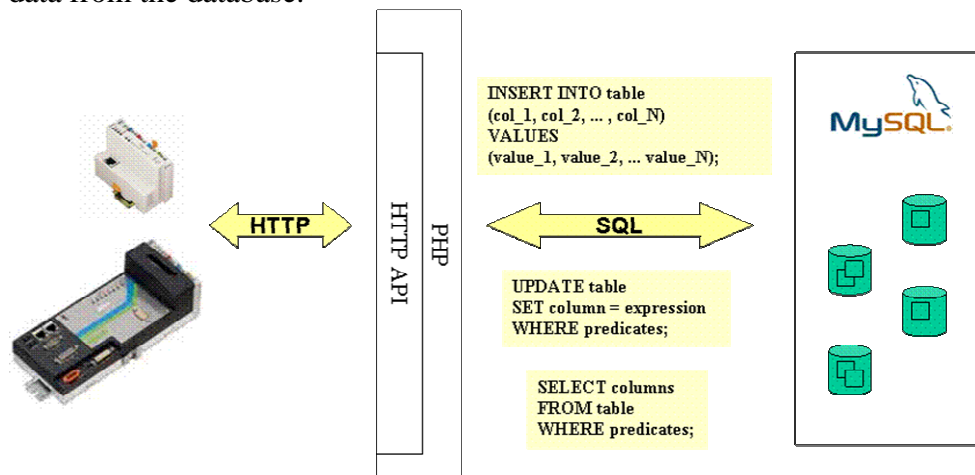 data from the database.
INSERT INTO table
(col_1, col_2, ... , col_N)
VALUES
(value_1, value_2, ... value_N);
MySQL
HTTP
HTTP API
PHP
SQL
UPDATE table
SET column = expression
WHERE predicates;
SELECT columns
FROM table
WHERE predicates;